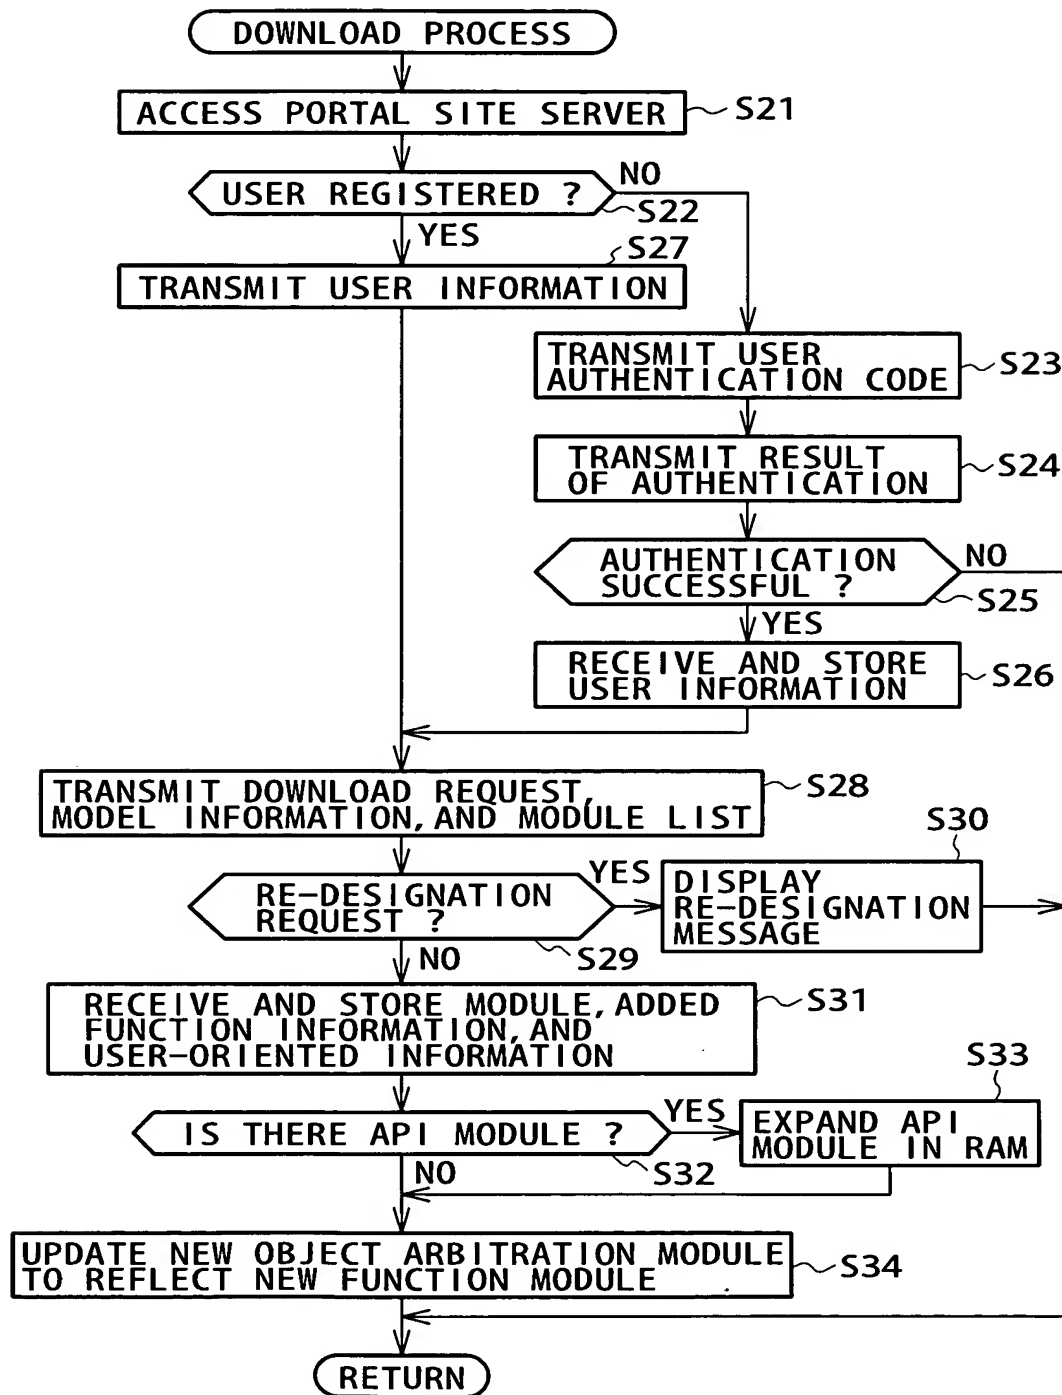 DOWNLOAD PROCESS
ACCESS PORTAL SITE SERVER
S21
USER REGISTERED ?
NO
S22
YES
S27
TRANSMIT USER INFORMATION
TRANSMIT USER
AUTHENTICATION CODE
S23
TRANSMIT RESULT
OF AUTHENTICATION
S24
AUTHENTICATION
SUCCESSFUL ?
NO
S25
YES
RECEIVE AND STORE
USER INFORMATION
S26
TRANSMIT DOWNLOAD REQUEST,
MODEL INFORMATION, AND MODULE LIST
S28
RE-DESIGNATION
REQUEST ?
YES
S30
DISPLAY
RE-DESIGNATION
MESSAGE
S29
NO
RECEIVE AND STORE MODULE, ADDED
FUNCTION INFORMATION, AND
USER-ORIENTED INFORMATION
S31
IS THERE API MODULE ?
YES
S33
EXPAND API
MODULE IN RAM
S32
NO
UPDATE NEW OBJECT ARBITRATION MODULE
TO REFLECT NEW FUNCTION MODULE
S34
RETURN